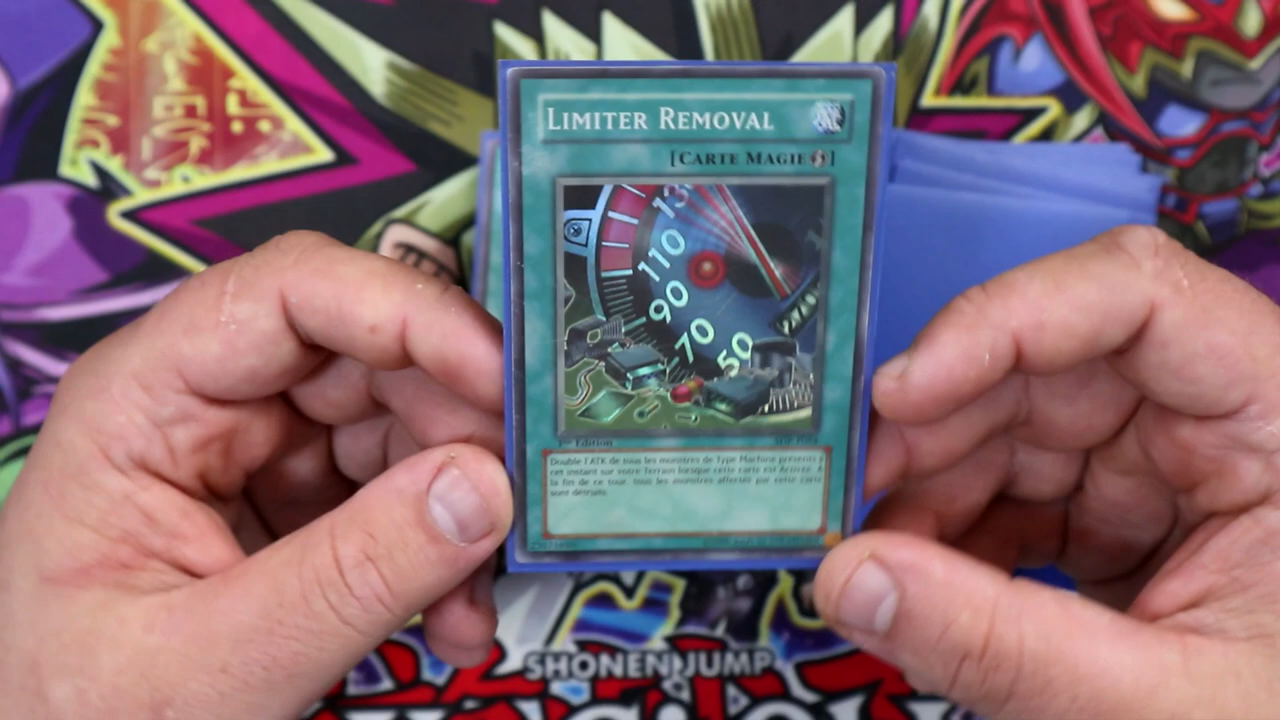 LIMITER REMOVAL
[CARTE MAGIE]
13
110
90
70
50
1ère Edition
Double l'ATK de tous les monstres de Type Machine présents à
cet instant sur votre Terrain lorsque cette carte est Activée. A
la fin de ce tour, tous les monstres affectés par cette carte
sont détruits.
SHONEN JUMP